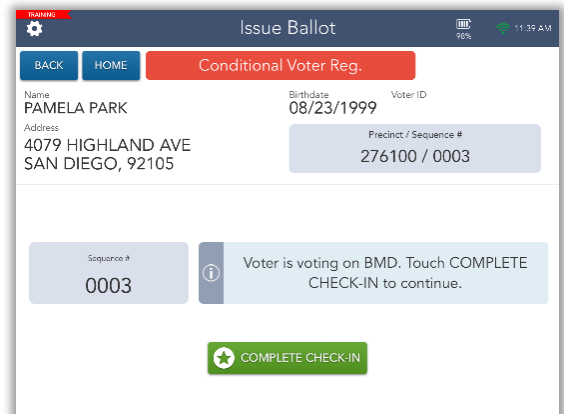 TRAINING
Issue Ballot
98%
11:39 AM
BACK
HOME
Conditional Voter Reg.
Name
PAMELA PARK
Birthdate
08/23/1999
Voter ID
Address
4079 HIGHLAND AVE
SAN DIEGO, 92105
Precinct / Sequence #
276100 / 0003
Sequence #
0003
Voter is voting on BMD. Touch COMPLETE
CHECK-IN to continue.
COMPLETE CHECK-IN